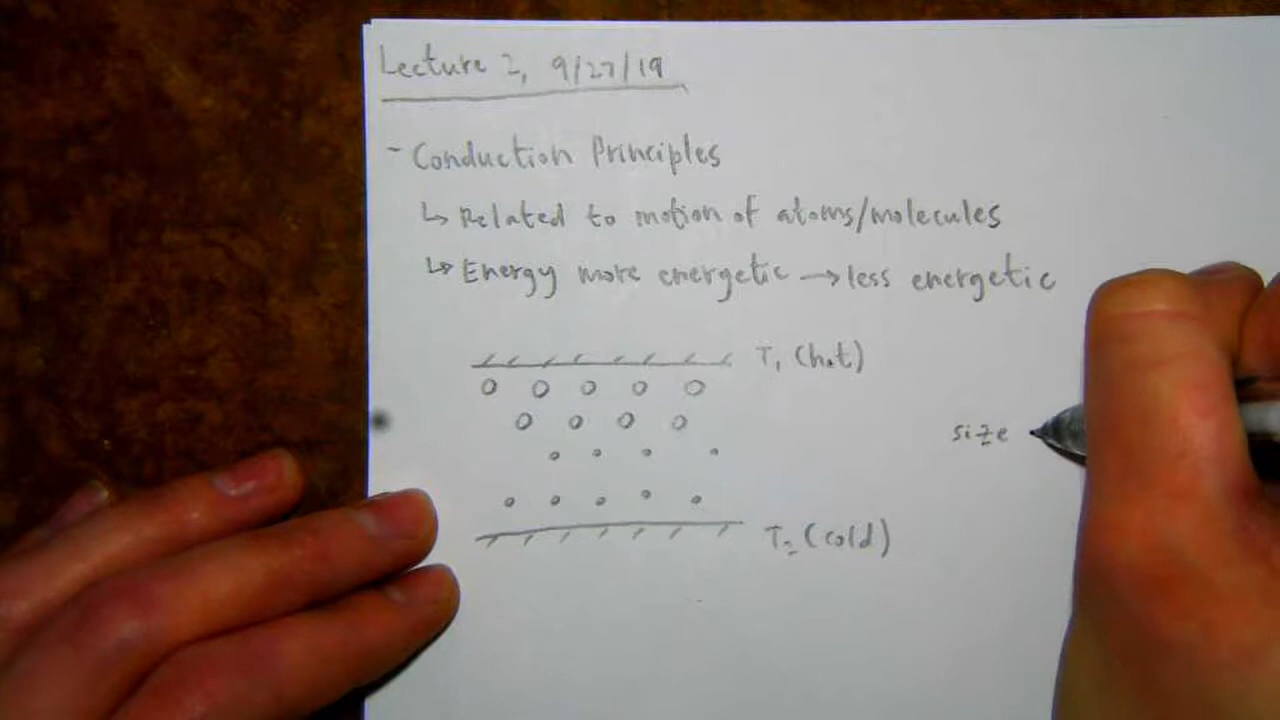 Lecture 2, 9/27/19
- Conduction Principles
↳ Related to motion of atoms/molecules
↳ Energy more energetic → less energetic
T₁ (hot)
size
T₂ (cold)